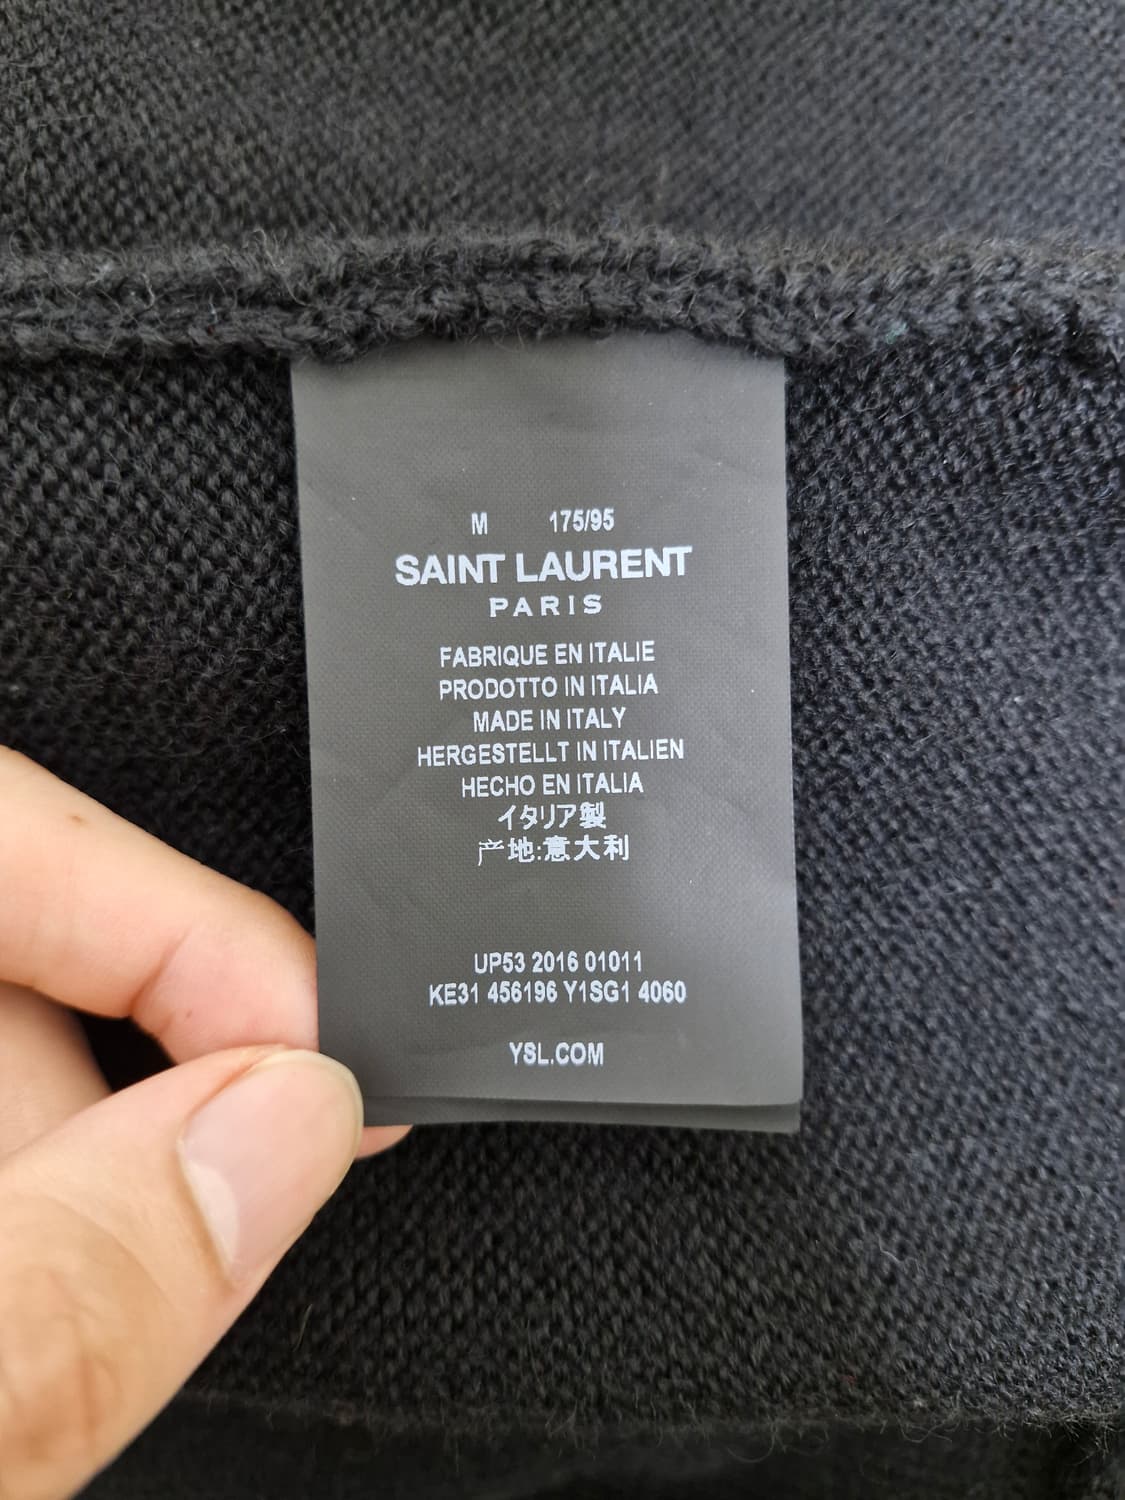 M 175/95
SAINT LAURENT
PARIS
FABRIQUE EN ITALIE
PRODOTTO IN ITALIA
MADE IN ITALY
HERGESTELLT IN ITALIEN
HECHO EN ITALIA
イタリア製
产地:意大利
UP53 2016 01011
KE31 456196 Y1SG1 4060
YSL.COM